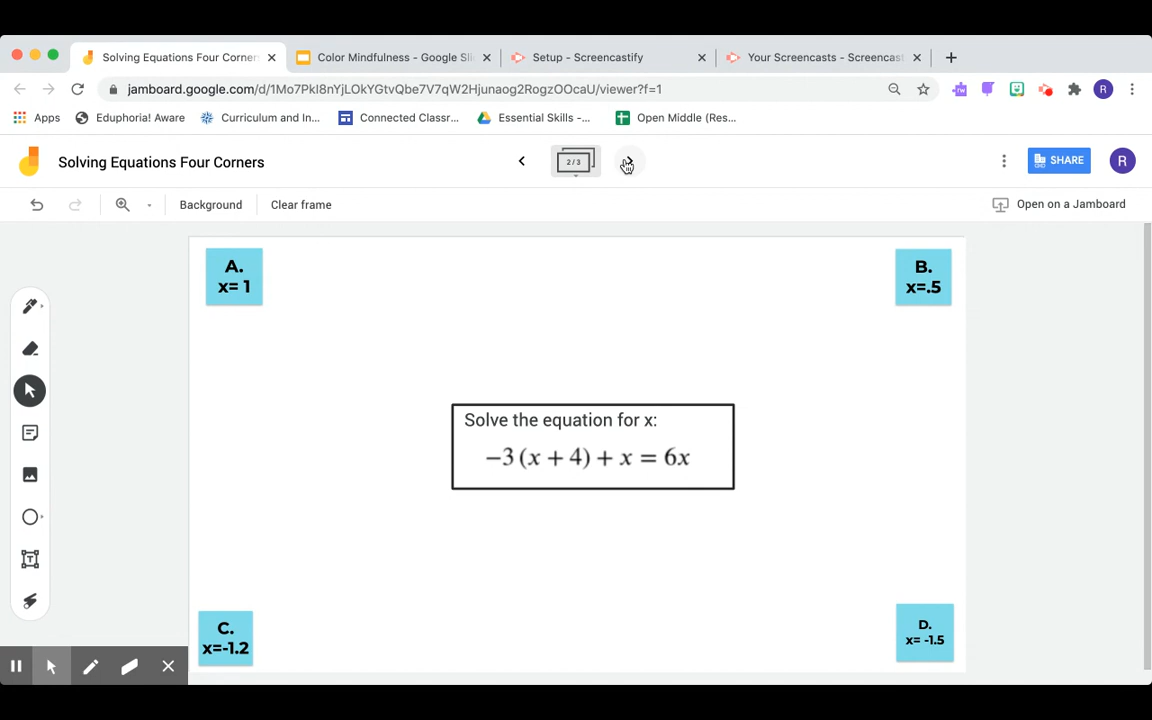 Solving Equations Four Corner
Color Mindfulness - Google Sli
Setup - Screencastify
Your Screencasts - Screencast
jamboard.google.com/d/1Mo7Pkl8nYjLOkYGtvQbe7V7qW2Hjunaog2RogzOOcaU/viewer?f=1
R
Apps
Eduphoria! Aware
Curriculum and In...
Connected Classr...
Essential Skills -...
Open Middle (Res...
Solving Equations Four Corners
2/3
SHARE
R
Background
Clear frame
Open on a Jamboard
A.
x= 1
B.
x=.5
Solve the equation for x:
−3(x + 4) + x = 6x
C.
x=-1.2
D.
x= -1.5